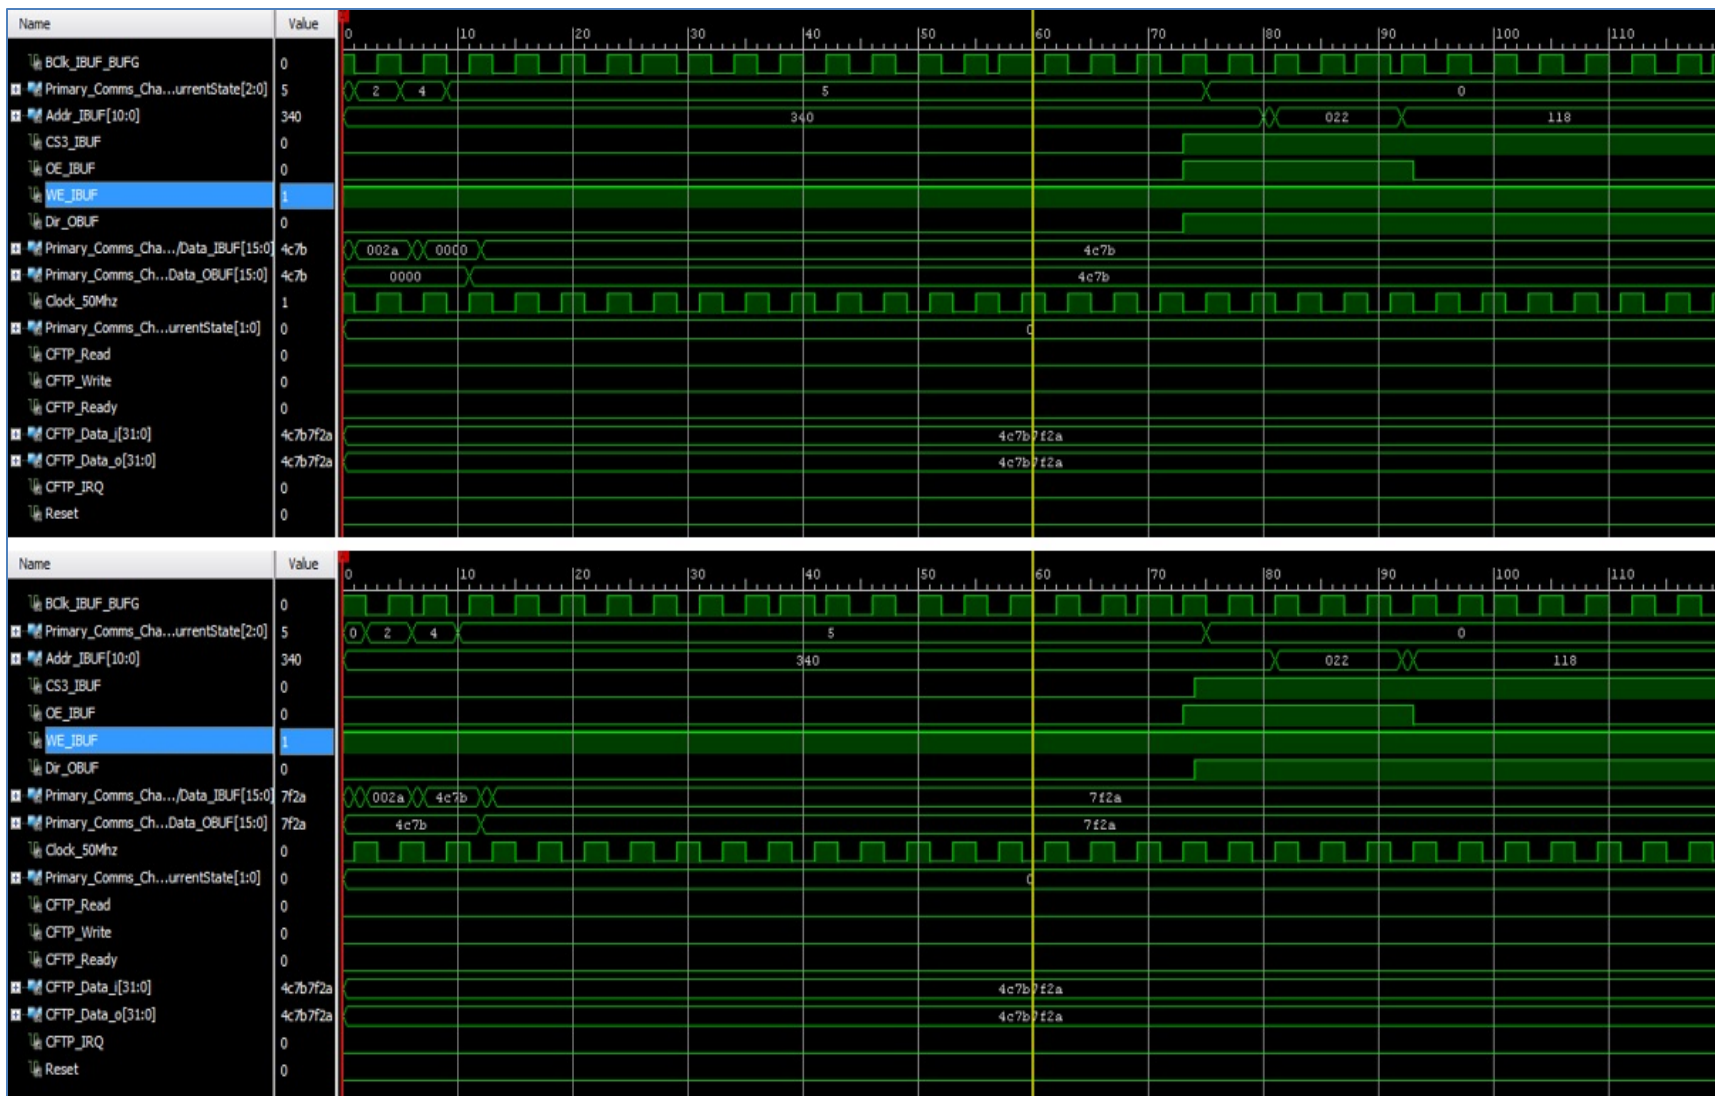 Name Value 0 10 20 30 40 50 60 70 80 90 100 110
BClk_IBUF_BUFG 0
Primary_Comms_Cha...urrentState[2:0] 5 2 4 5 0
Addr_IBUF[10:0] 340 340 022 118
CS3_IBUF 0
OE_IBUF 0
WE_IBUF 1
Dir_OBUF 0
Primary_Comms_Cha.../Data_IBUF[15:0] 4c7b 002a 0000 4c7b
Primary_Comms_Ch...Data_OBUF[15:0] 4c7b 0000 4c7b
Clock_50Mhz 1
Primary_Comms_Ch...urrentState[1:0] 0 0
CFTP_Read 0
CFTP_Write 0
CFTP_Ready 0
CFTP_Data_i[31:0] 4c7b7f2a 4c7b7f2a
CFTP_Data_o[31:0] 4c7b7f2a 4c7b7f2a
CFTP_IRQ 0
Reset 0
Name Value 0 10 20 30 40 50 60 70 80 90 100 110
BClk_IBUF_BUFG 0
Primary_Comms_Cha...urrentState[2:0] 5 0 2 4 5 0
Addr_IBUF[10:0] 340 340 022 118
CS3_IBUF 0
OE_IBUF 0
WE_IBUF 1
Dir_OBUF 0
Primary_Comms_Cha.../Data_IBUF[15:0] 7f2a 002a 4c7b 7f2a
Primary_Comms_Ch...Data_OBUF[15:0] 7f2a 4c7b 7f2a
Clock_50Mhz 0
Primary_Comms_Ch...urrentState[1:0] 0 0
CFTP_Read 0
CFTP_Write 0
CFTP_Ready 0
CFTP_Data_i[31:0] 4c7b7f2a 4c7b7f2a
CFTP_Data_o[31:0] 4c7b7f2a 4c7b7f2a
CFTP_IRQ 0
Reset 0